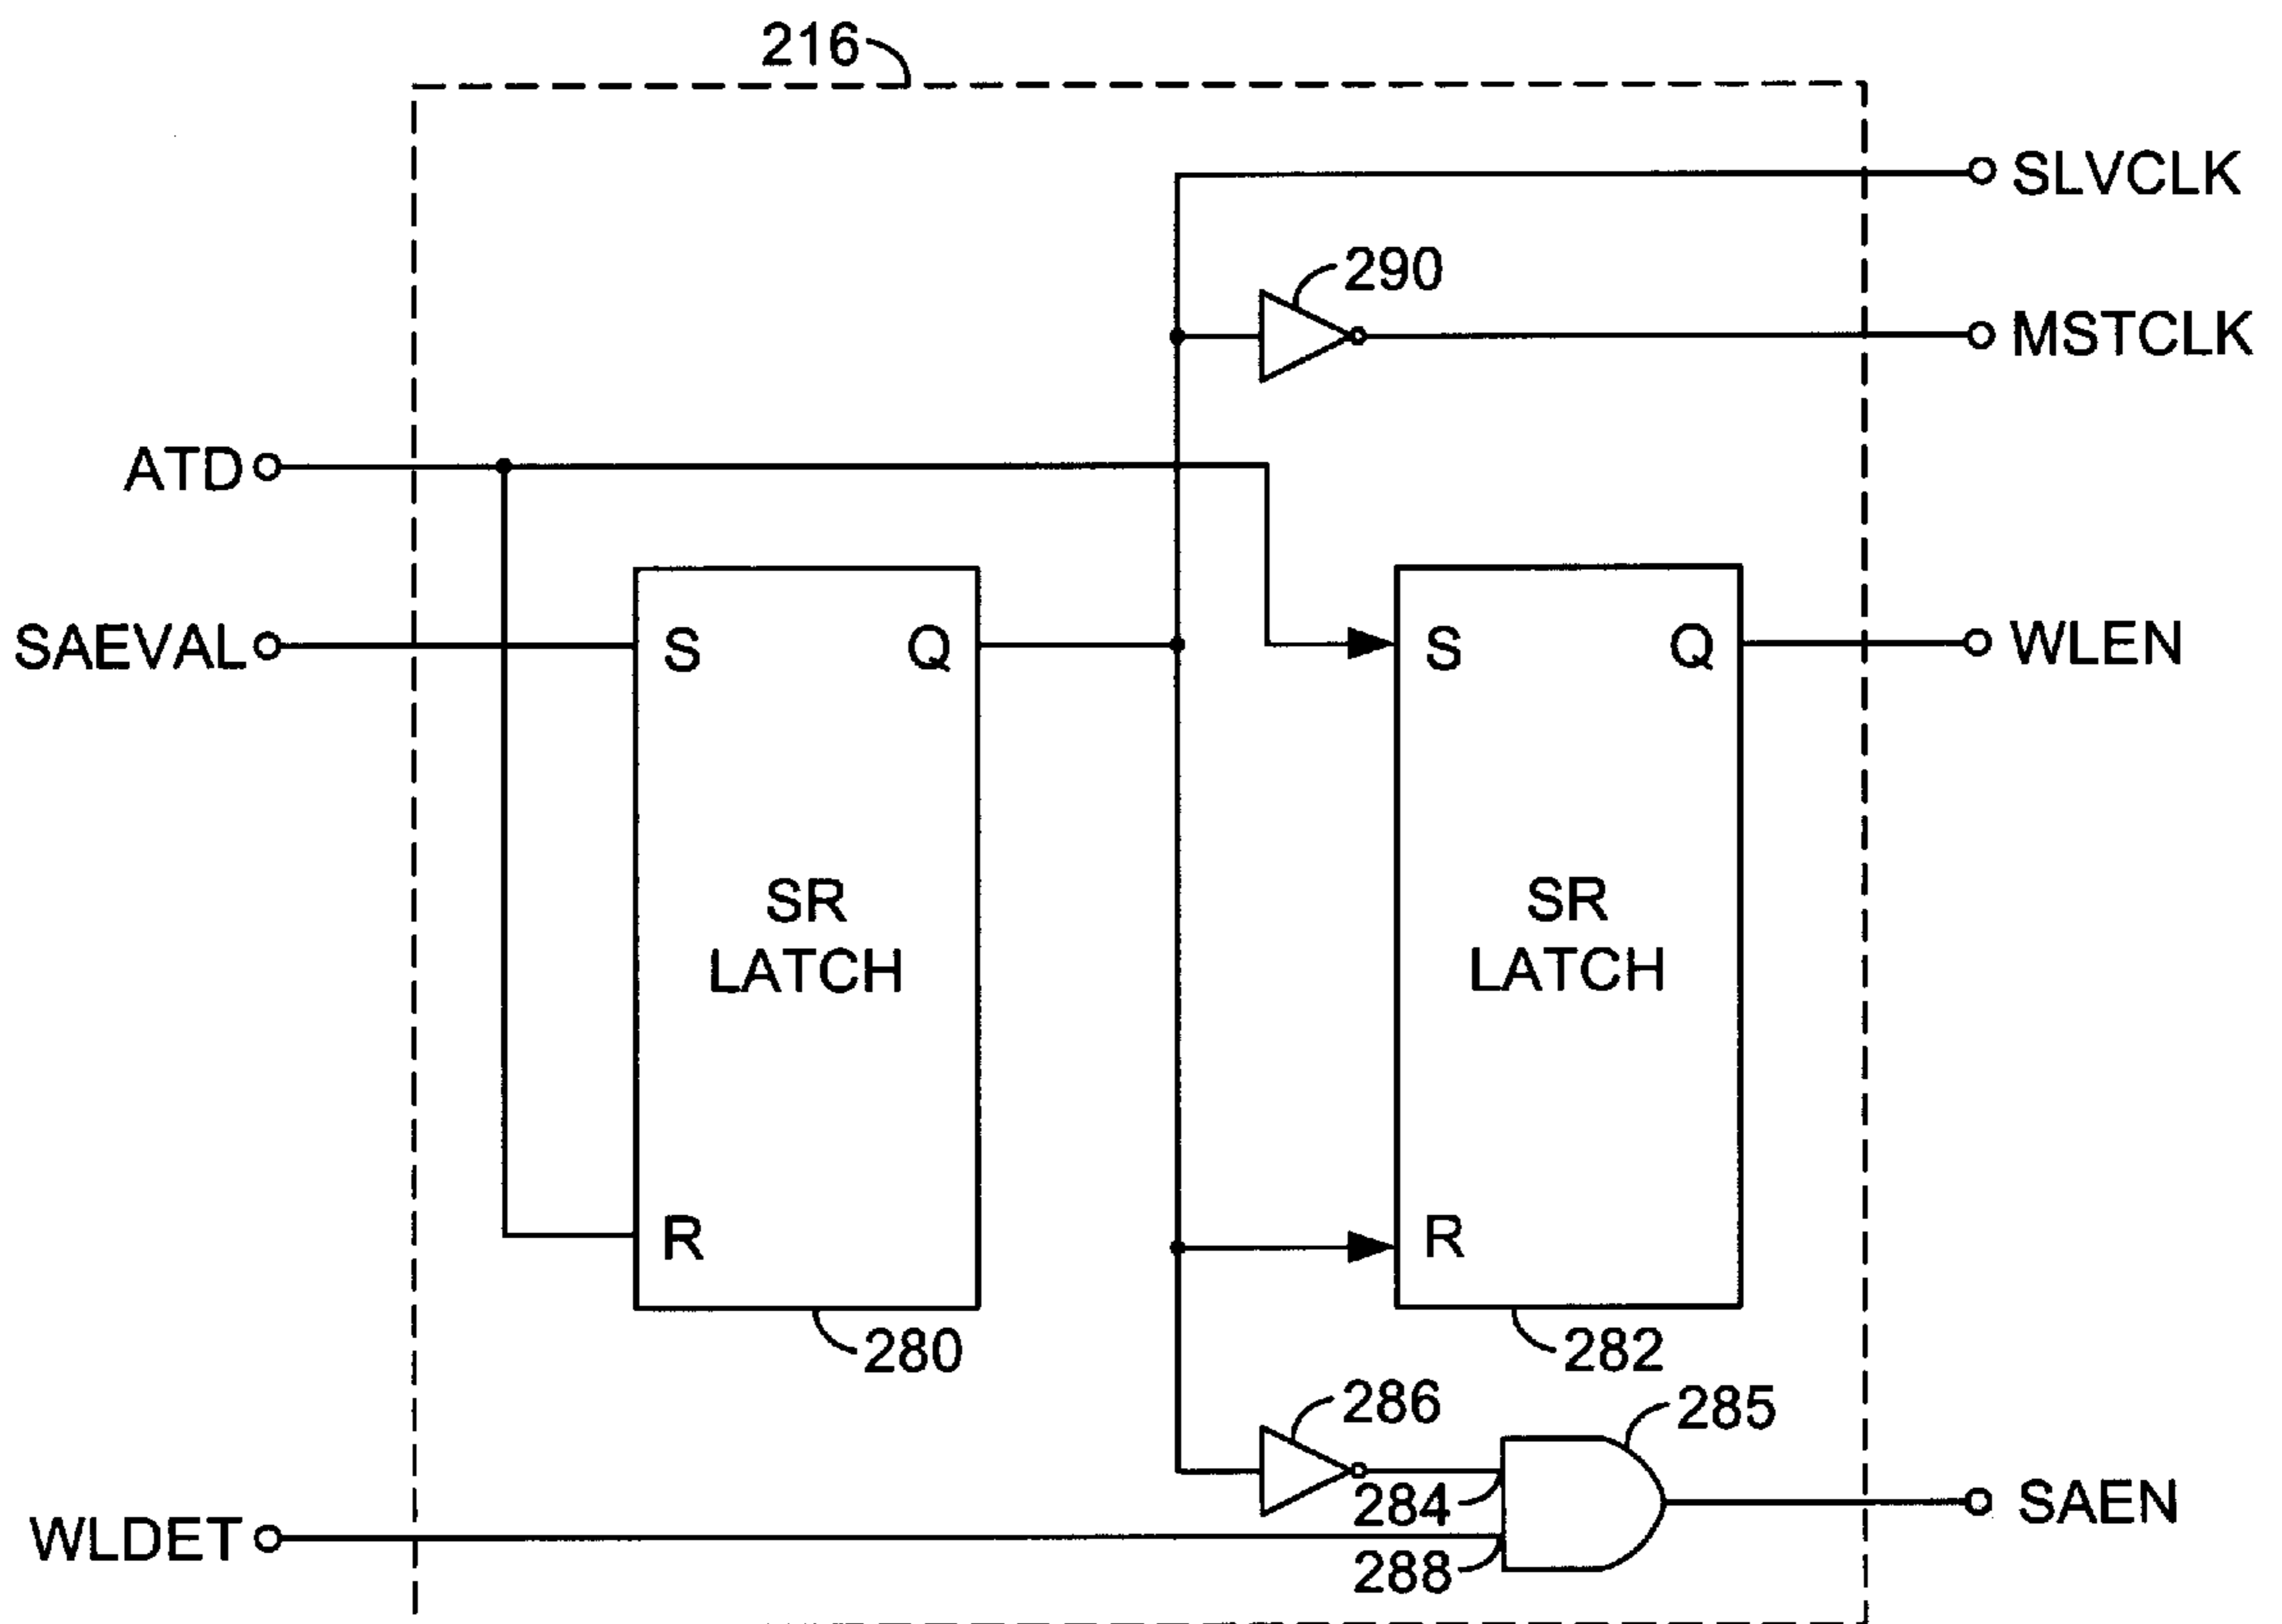 216
SLVCLK
290
MSTCLK
ATD
SAEVAL
S
Q
S
Q
WLEN
SR
LATCH
SR
LATCH
R
R
280
282
286
285
284
SAEN
WLDET
288